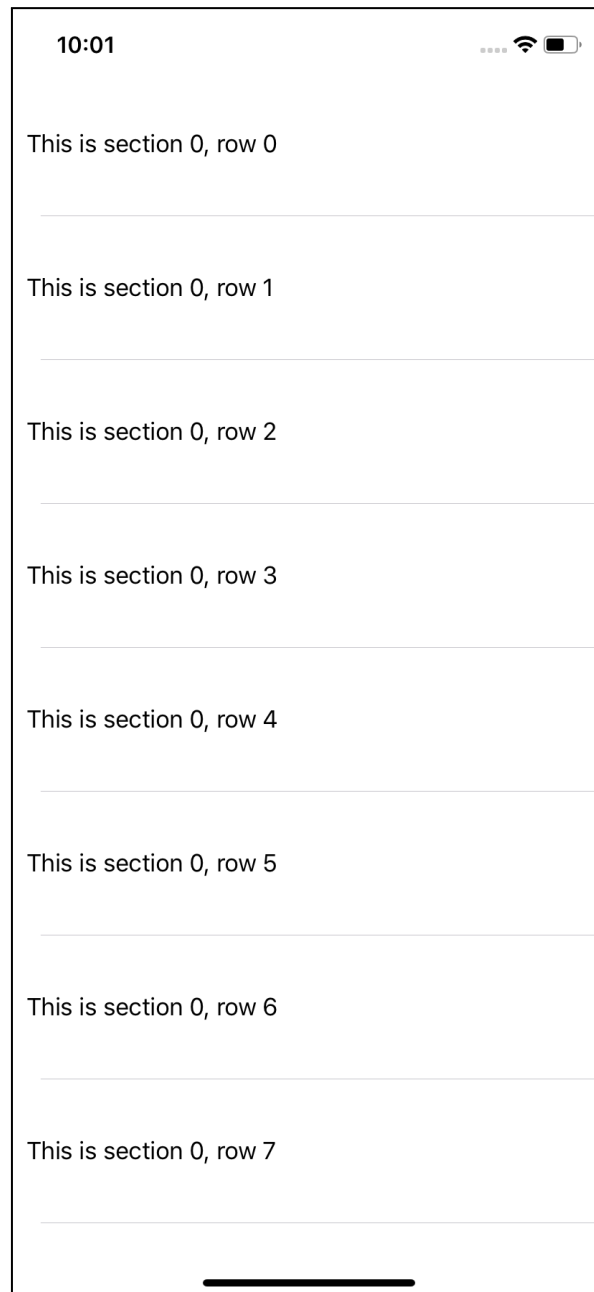 10:01
This is section 0, row 0
This is section 0, row 1
This is section 0, row 2
This is section 0, row 3
This is section 0, row 4
This is section 0, row 5
This is section 0, row 6
This is section 0, row 7